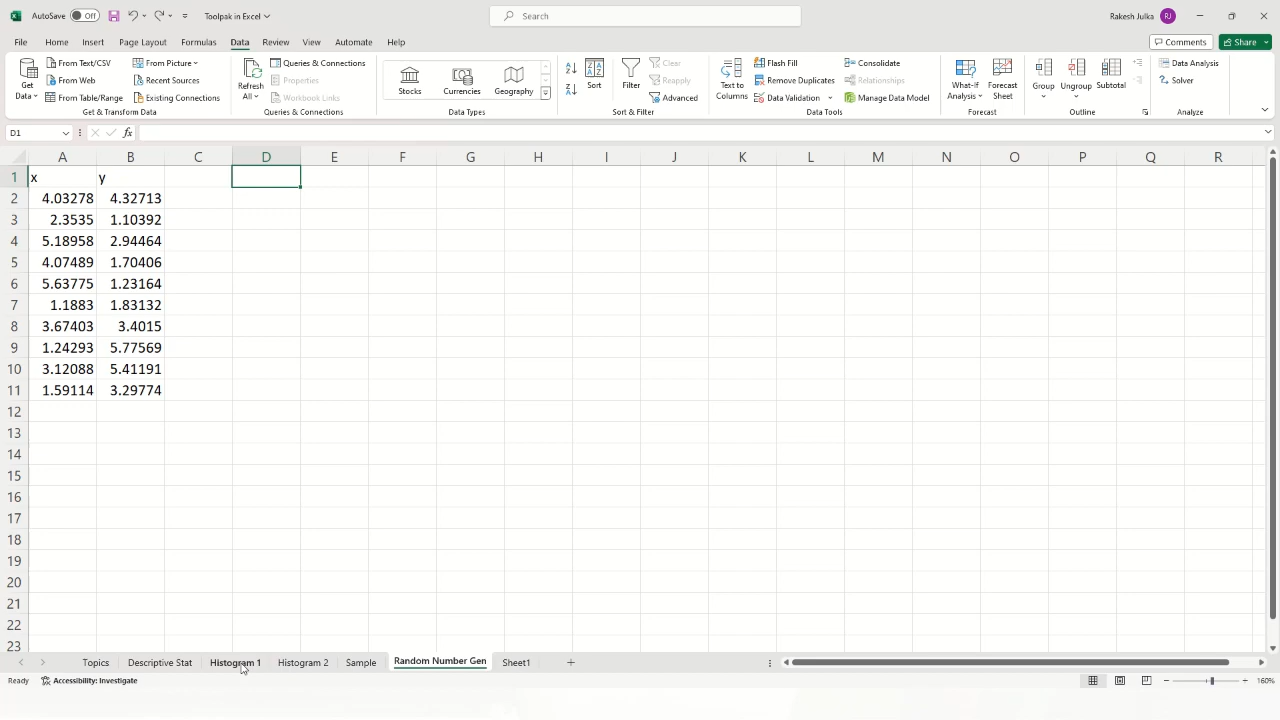 AutoSave Off Toolpak in Excel Search Rakesh Julka RJ
File Home Insert Page Layout Formulas Data Review View Automate Help Comments Share
Get Data
From Text/CSV
From Web
From Table/Range
From Picture
Recent Sources
Existing Connections
Get & Transform Data
Refresh All
Queries & Connections
Properties
Workbook Links
Queries & Connections
Stocks Currencies Geography
Data Types
Sort
Filter
Clear
Reapply
Advanced
Sort & Filter
Text to Columns
Flash Fill
Remove Duplicates
Data Validation
Consolidate
Relationships
Manage Data Model
Data Tools
What-If Analysis
Forecast Sheet
Forecast
Group Ungroup Subtotal
Outline
Data Analysis
Solver
Analyze
D1 fx
A B C D E F G H I J K L M N O P Q R
1 x y
2 4.03278 4.32713
3 2.3535 1.10392
4 5.18958 2.94464
5 4.07489 1.70406
6 5.63775 1.23164
7 1.1883 1.83132
8 3.67403 3.4015
9 1.24293 5.77569
10 3.12088 5.41191
11 1.59114 3.29774
12
13
14
15
16
17
18
19
20
21
22
23
Topics Descriptive Stat Histogram 1 Histogram 2 Sample Random Number Gen Sheet1
Ready Accessibility: Investigate 160%